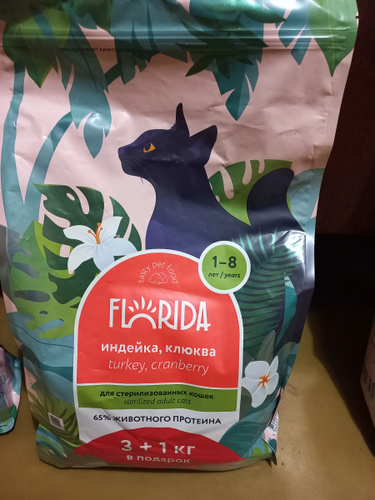 1–8
лет / years
tasty pet food
FLORIDA
индейка, клюква
turkey, cranberry
для стерилизованных кошек
sterilized adult cats
65% ЖИВОТНОГО ПРОТЕИНА
3 + 1 кг
в подарок